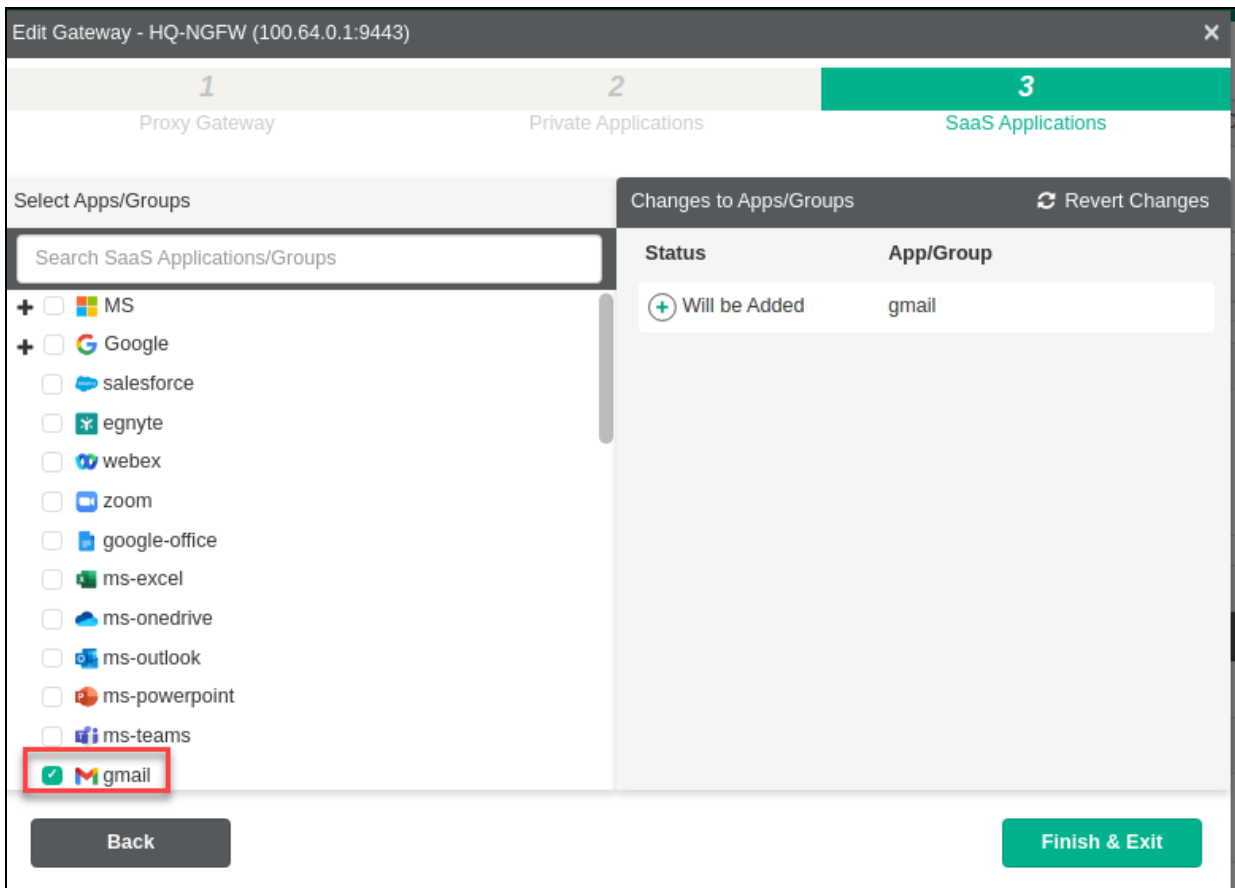 Edit Gateway - HQ-NGFW (100.64.0.1:9443)
1
2
3
Proxy Gateway
Private Applications
SaaS Applications
Select Apps/Groups
Search SaaS Applications/Groups
MS
Google
salesforce
egnyte
webex
zoom
google-office
ms-excel
ms-onedrive
ms-outlook
ms-powerpoint
ms-teams
gmail
Changes to Apps/Groups
Revert Changes
Status App/Group
Will be Added gmail
Back
Finish & Exit